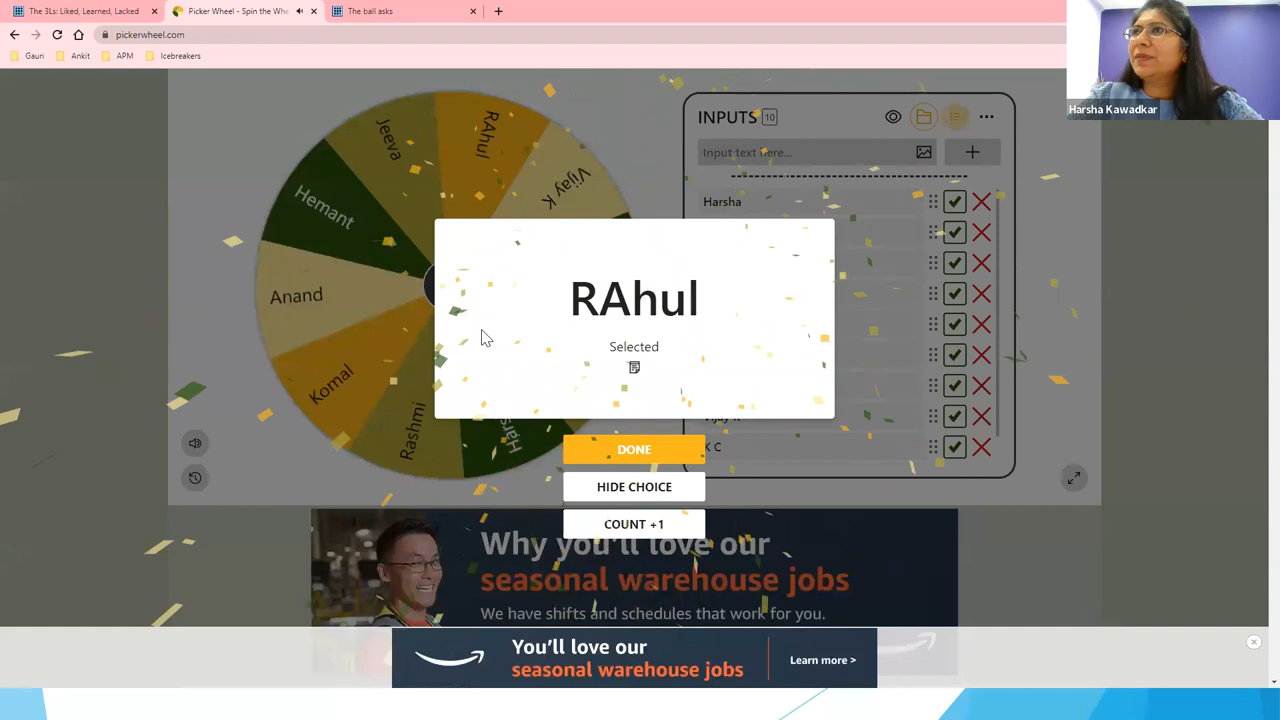 The 3Ls: Liked, Learned, Lacked
Picker Wheel - Spin the Whe
The ball asks
pickerwheel.com
Gauri
Ankit
APM
Icebreakers
Harsha Kawadkar
RAhul
Jeeva
Vijay K
Hemant
Anand
Komal
Rashmi
Hars
INPUTS 10
Input text here...
Harsha
Vijay K
K C
RAhul
Selected
DONE
HIDE CHOICE
COUNT +1
Why you'll love our
seasonal warehouse jobs
We have shifts and schedules that work for you.
You'll love our
seasonal warehouse jobs
Learn more >